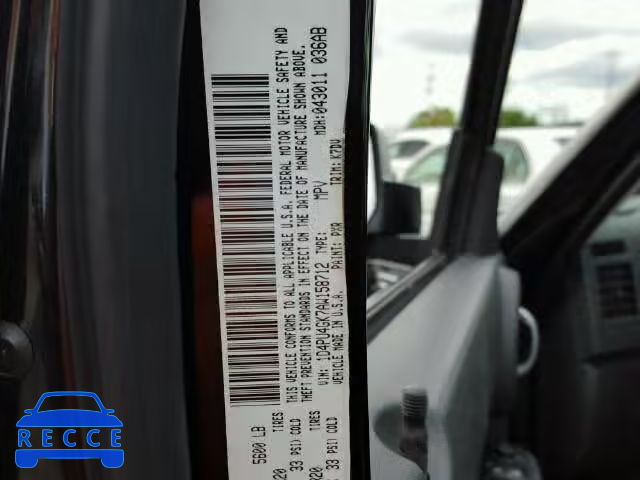 5600 LB
20 TIRES
33 PSI) COLD
THIS VEHICLE CONFORMS TO ALL APPLICABLE U.S.A. FEDERAL MOTOR VEHICLE SAFETY AND
THEFT PREVENTION STANDARDS IN EFFECT ON THE DATE OF MANUFACTURE SHOWN ABOVE.
VIN: 1D4PU4GK7AW158712 TYPE: MPV MDH: 043011 036AB
VEHICLE MADE IN U.S.A. PAINT: PXR TRIM: K7DV
R20 TIRES
33 PSI) COLD
RECCE